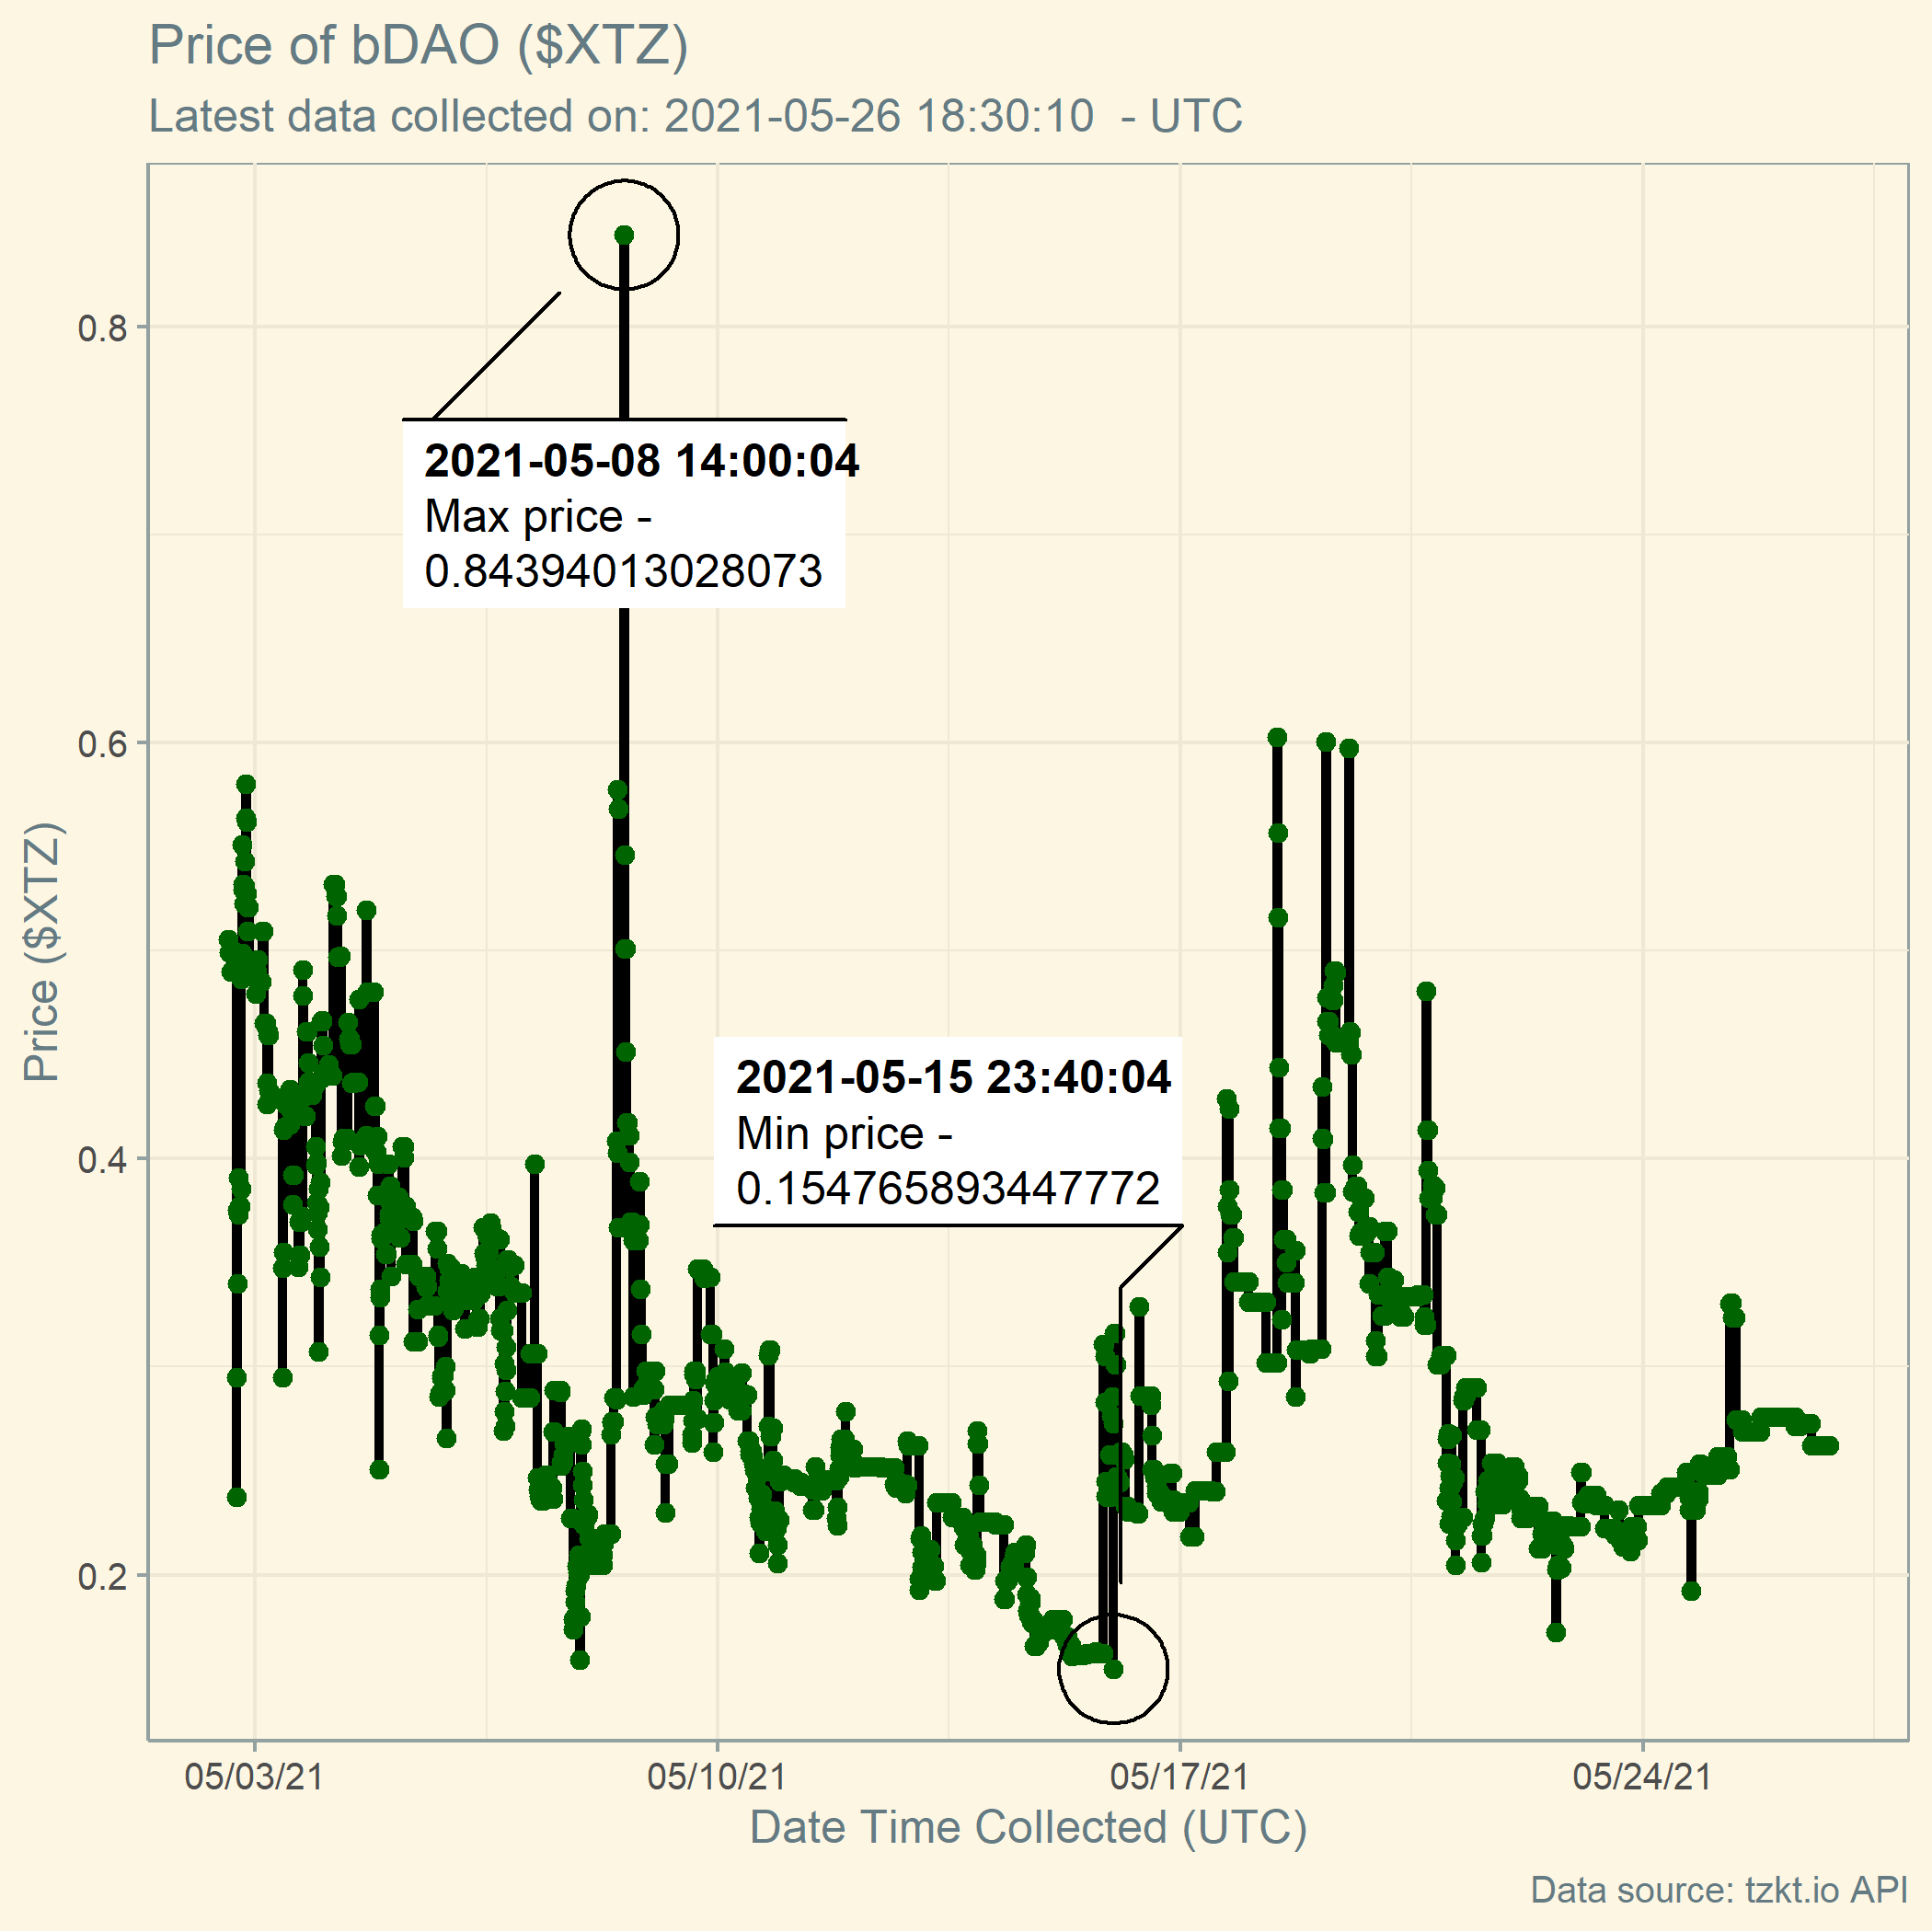 Price of bDAO ($XTZ)
Latest data collected on: 2021-05-26 18:30:10  - UTC
0.8
2021-05-08 14:00:04
Max price -
0.84394013028073
0.6
Price ($XTZ)
2021-05-15 23:40:04
Min price -
0.154765893447772
0.4
0.2
05/03/21
05/10/21
05/17/21
05/24/21
Date Time Collected (UTC)
Data source: tzkt.io API